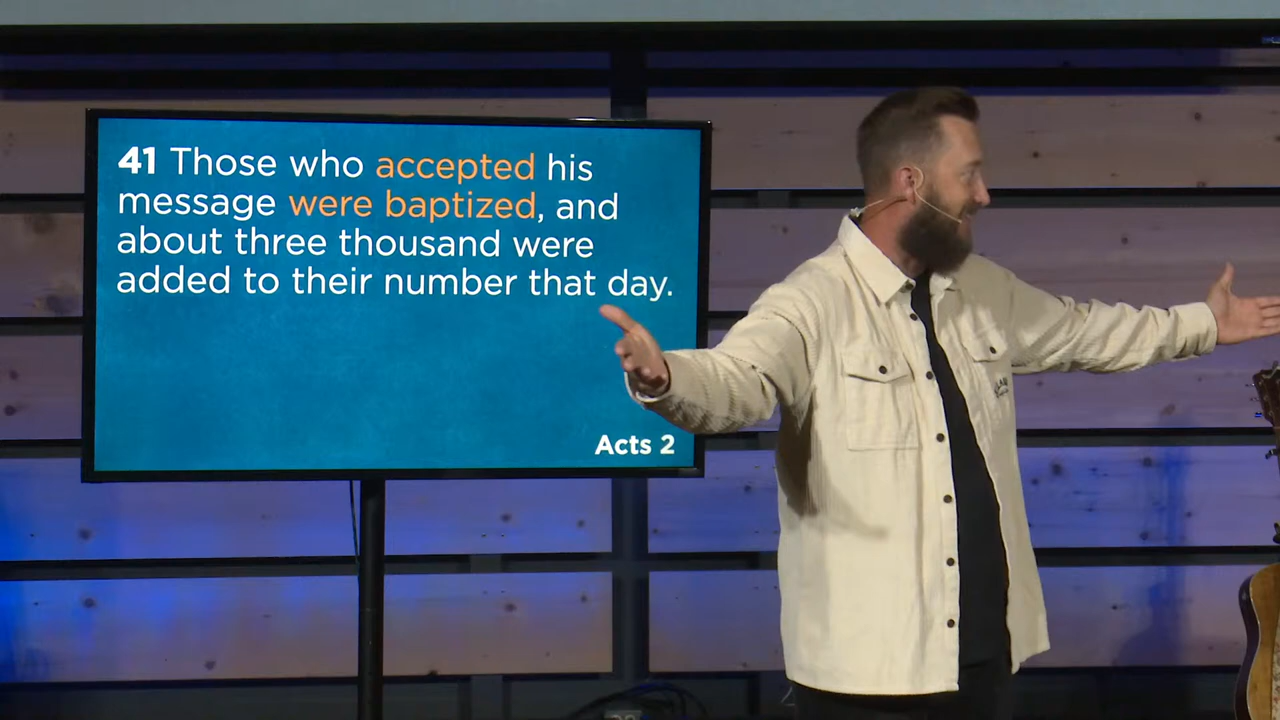 41 Those who accepted his
message were baptized, and
about three thousand were
added to their number that day.
Acts 2